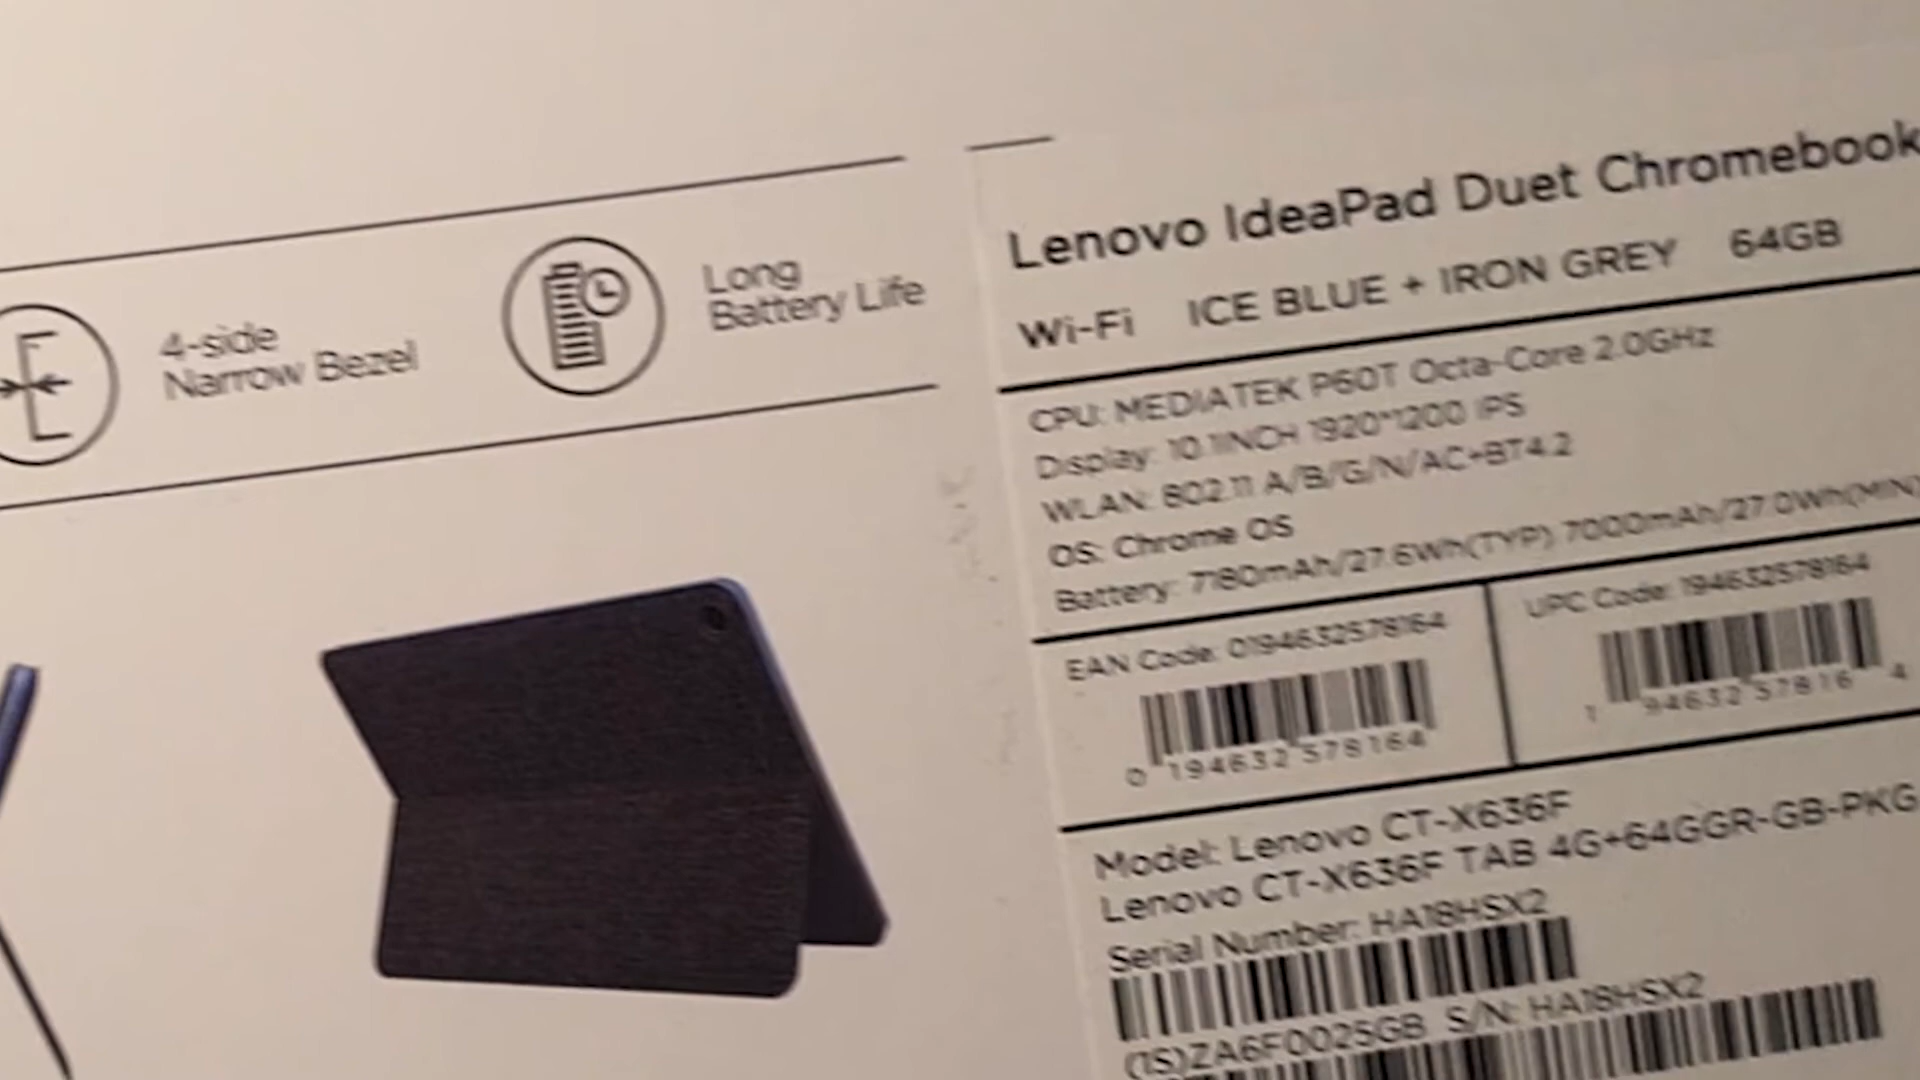 4-side
Narrow Bezel
Long
Battery Life
Lenovo IdeaPad Duet Chromebook
Wi-Fi ICE BLUE + IRON GREY 64GB
CPU: MEDIATEK P60T Octa-Core 2.0GHz
Display: 10.1INCH 1920*1200 IPS
WLAN: 802.11 A/B/G/N/AC+BT4.2
OS: Chrome OS
Battery: 7180mAh/27.6Wh(TYP) 7000mAh/27.0Wh(MIN)
EAN Code: 0194632578164
0 194632 578164
UPC Code: 194632578164
1 94632 57816 4
Model: Lenovo CT-X636F
Lenovo CT-X636F TAB 4G+64GGR-GB-PKG
Serial Number: HA18HSX2
(1S)ZA6F0025GB S/N: HA18HSX2